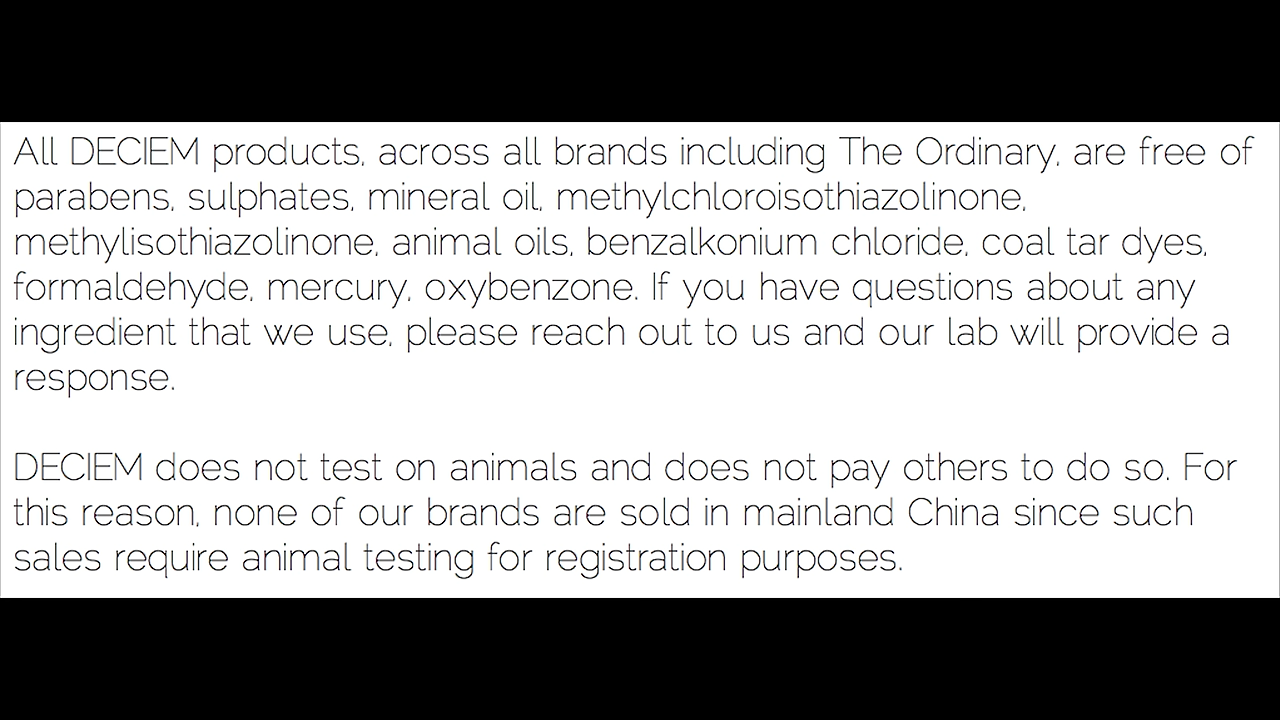 All DECIEM products, across all brands including The Ordinary, are free of
parabens, sulphates, mineral oil, methylchloroisothiazolinone,
methylisothiazolinone, animal oils, benzalkonium chloride, coal tar dyes,
formaldehyde, mercury, oxybenzone. If you have questions about any
ingredient that we use, please reach out to us and our lab will provide a
response.
DECIEM does not test on animals and does not pay others to do so. For
this reason, none of our brands are sold in mainland China since such
sales require animal testing for registration purposes.